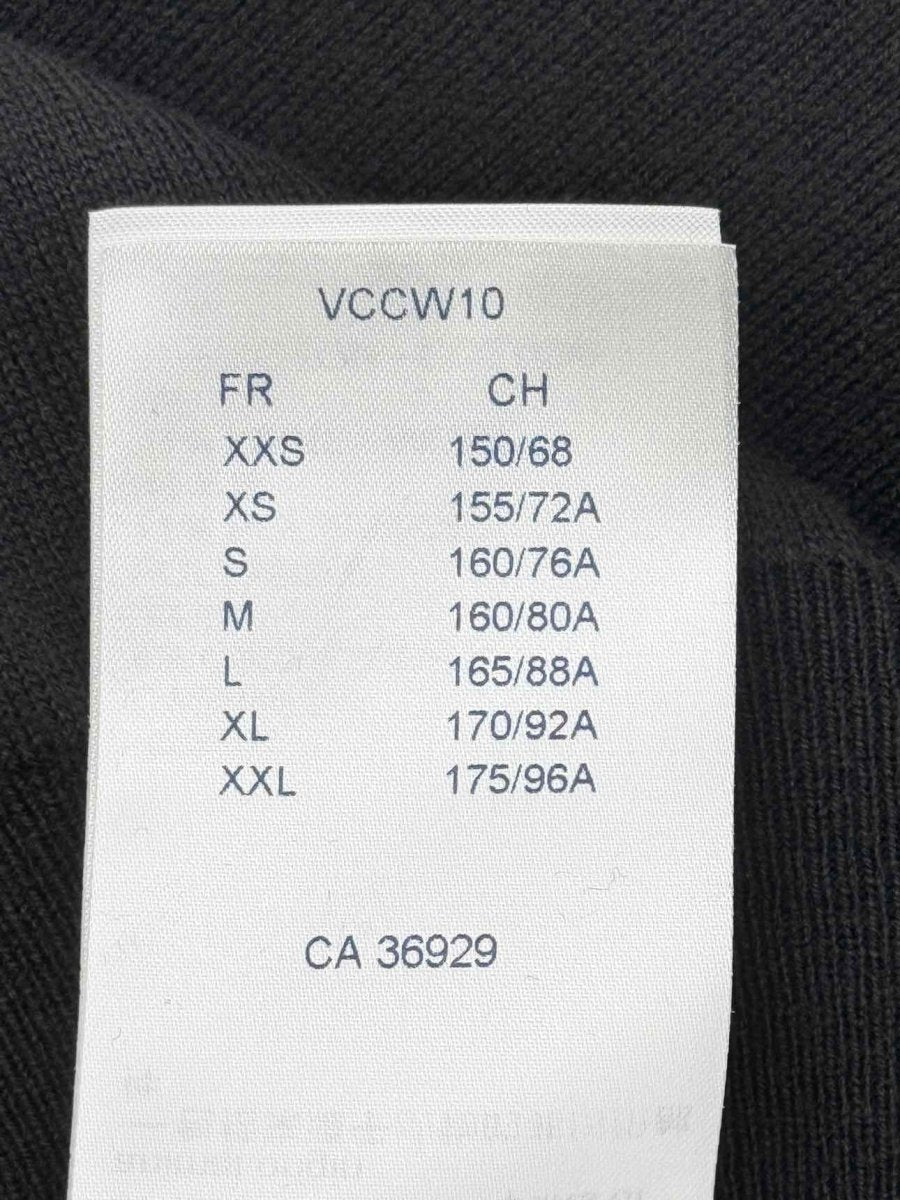 VCCW10
FR CH
XXS 150/68
XS 155/72A
S 160/76A
M 160/80A
L 165/88A
XL 170/92A
XXL 175/96A
CA 36929